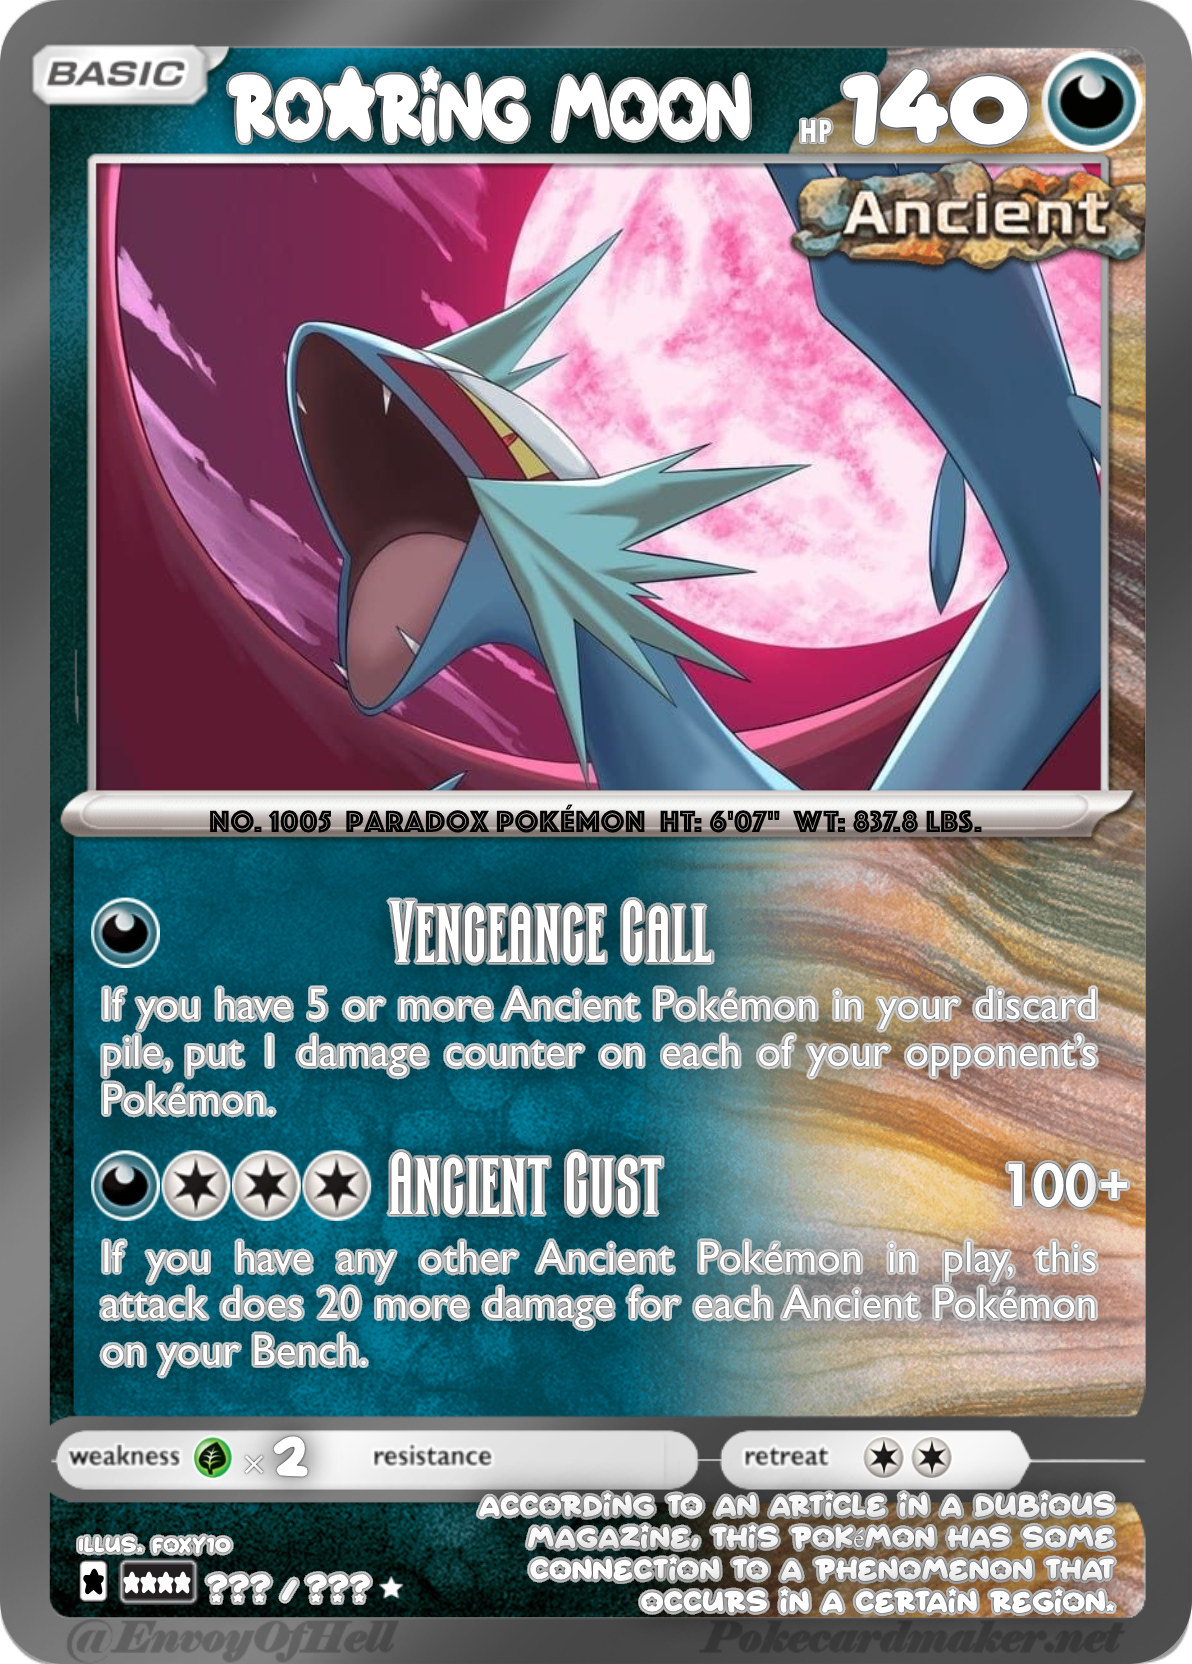 BASIC
ROARING MOON HP 140
Ancient
NO. 1005 PARADOX POKÉMON HT: 6'07" WT: 837.8 LBS.
VENGEANCE CALL
If you have 5 or more Ancient Pokémon in your discard
pile, put 1 damage counter on each of your opponent's
Pokémon.
ANCIENT GUST 100+
If you have any other Ancient Pokémon in play, this
attack does 20 more damage for each Ancient Pokémon
on your Bench.
weakness × 2 resistance retreat
ACCORDING TO AN ARTICLE IN A DUBIOUS
MAGAZINE, THIS POKéMON HAS SOME
CONNECTION TO A PHENOMENON THAT
OCCURS IN A CERTAIN REGION.
ILLUS. FOXY10
??? / ??? ★
@EnvoyOfHell Pokecardmaker.net